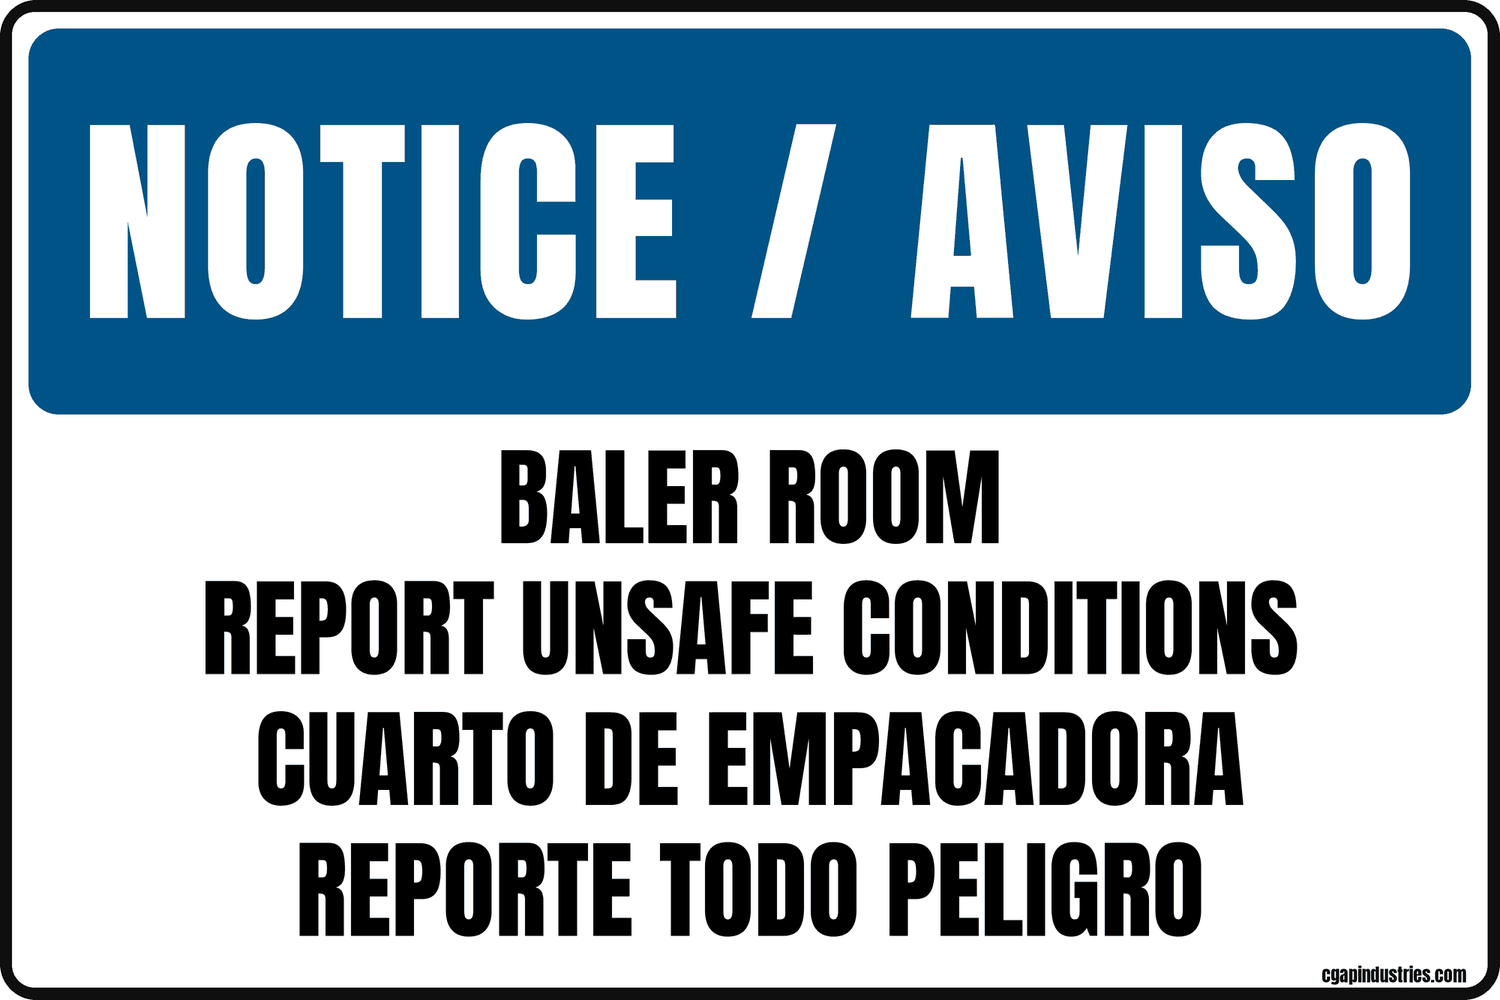 NOTICE / AVISO
BALER ROOM
REPORT UNSAFE CONDITIONS
CUARTO DE EMPACADORA
REPORTE TODO PELIGRO
cgapindustries.com